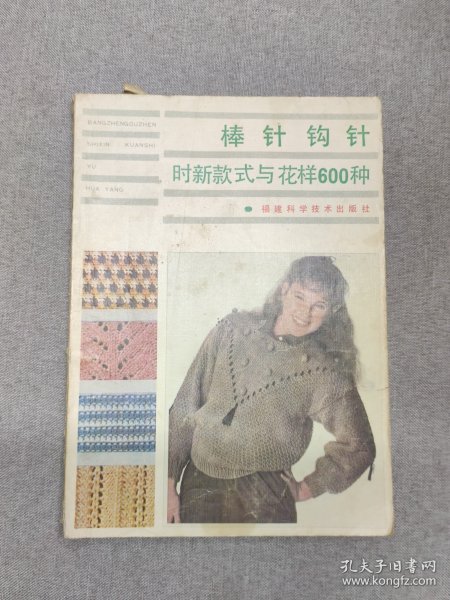 BANGZHENGOUZHEN
SHIXIN KUANSHI
YU
HUA YANG
棒针钩针
时新款式与花样600种
福建科学技术出版社
孔夫子旧书网
www.kongfz.com